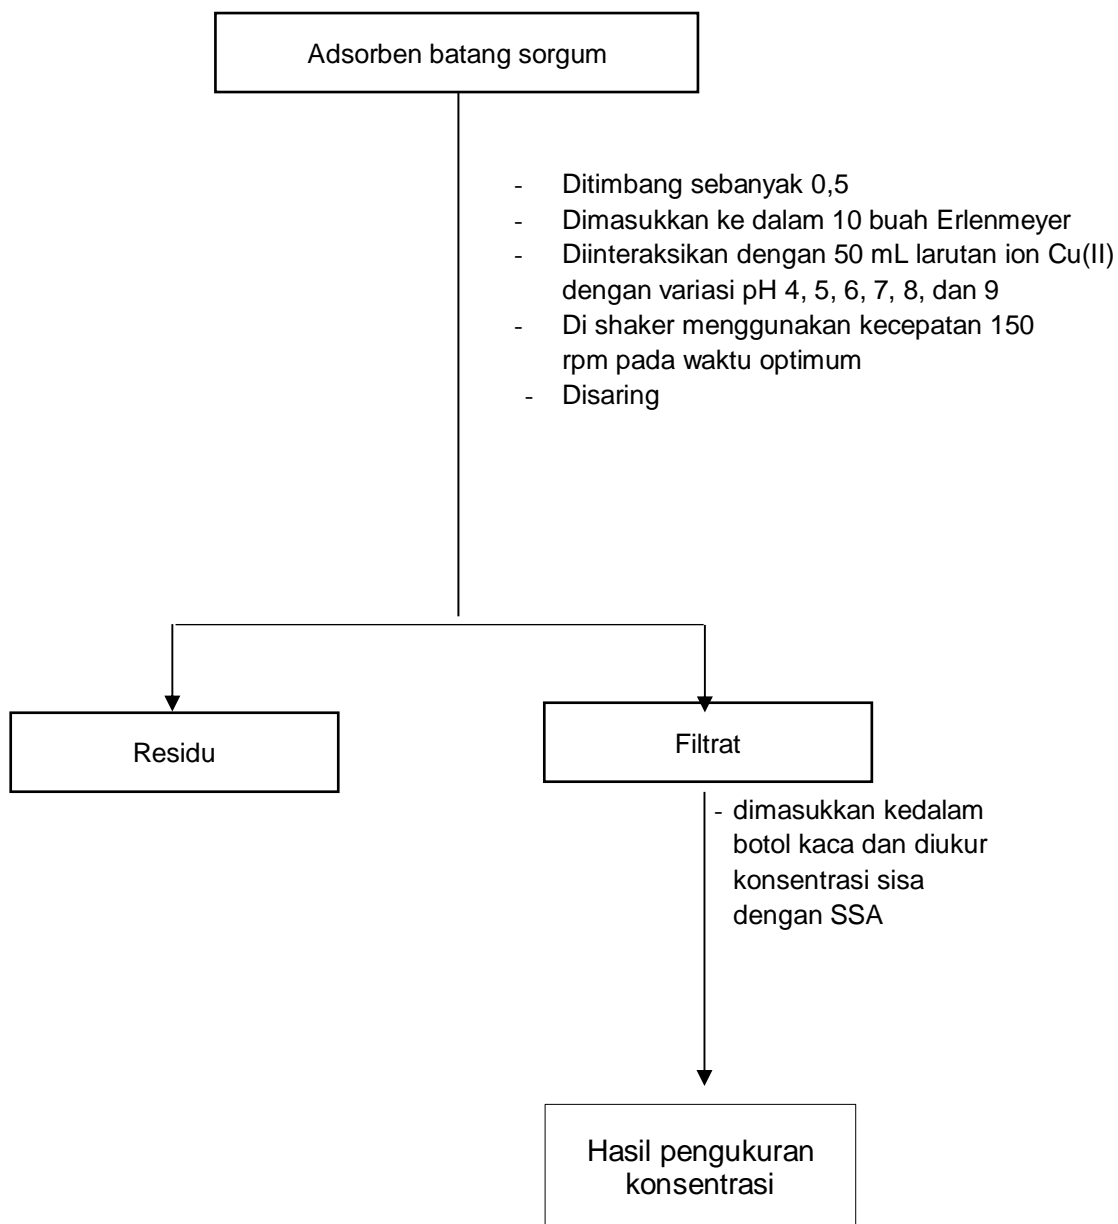 Adsorben batang sorgum
- Ditimbang sebanyak 0,5
- Dimasukkan ke dalam 10 buah Erlenmeyer
- Diinteraksikan dengan 50 mL larutan ion Cu(II)
dengan variasi pH 4, 5, 6, 7, 8, dan 9
- Di shaker menggunakan kecepatan 150
rpm pada waktu optimum
- Disaring
Residu
Filtrat
- dimasukkan kedalam
botol kaca dan diukur
konsentrasi sisa
dengan SSA
Hasil pengukuran
konsentrasi